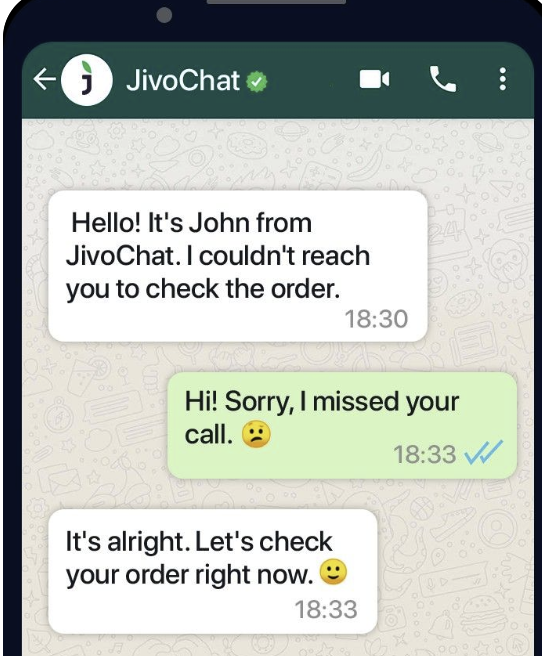 JivoChat
Hello! It's John from
JivoChat. I couldn't reach
you to check the order.
18:30
Hi! Sorry, I missed your
call. 😕
18:33
It's alright. Let's check
your order right now. 🙂
18:33